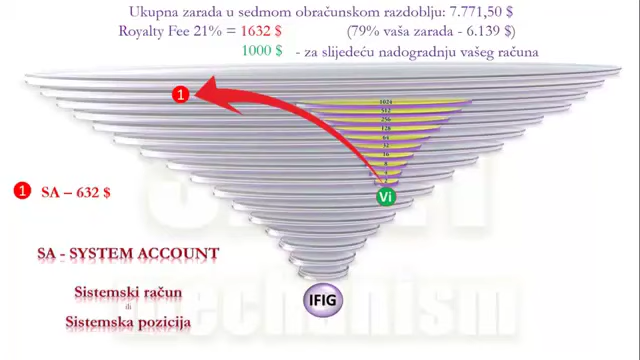 Ukupna zarada u sedmom obračunskom razdoblju: 7.771,50 $
Royalty Fee 21% = 1632 $ (79% vaša zarada - 6.139 $)
1000 $ - za slijedeću nadogradnju vašeg računa
1
1024
512
256
128
64
32
16
8
4
Vi
1 SA – 632 $
SA - SYSTEM ACCOUNT
Sistemski račun
ili
Sistemska pozicija
IFIG